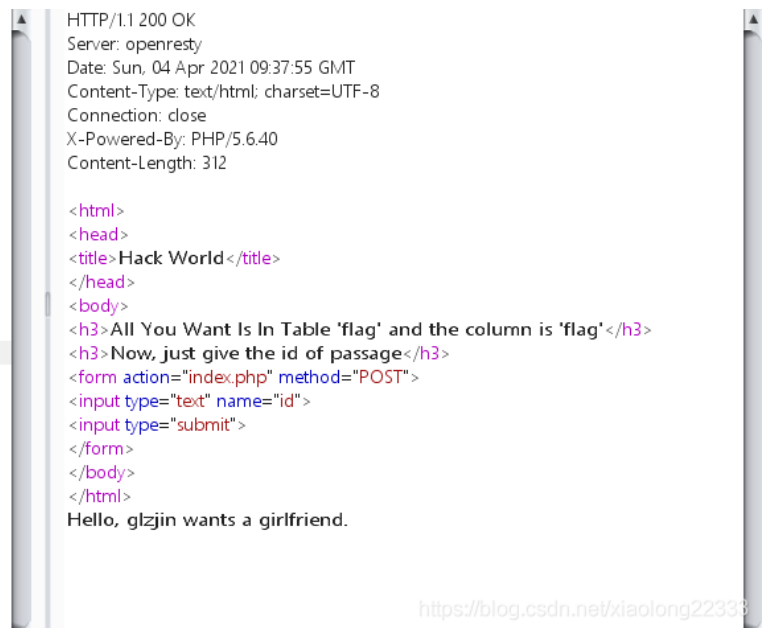 HTTP/1.1 200 OK
Server: openresty
Date: Sun, 04 Apr 2021 09:37:55 GMT
Content-Type: text/html; charset=UTF-8
Connection: close
X-Powered-By: PHP/5.6.40
Content-Length: 312
<html>
<head>
<title>Hack World</title>
</head>
<body>
<h3>All You Want Is In Table 'flag' and the column is 'flag'</h3>
<h3>Now, just give the id of passage</h3>
<form action="index.php" method="POST">
<input type="text" name="id">
<input type="submit">
</form>
</body>
</html>
Hello, glzjin wants a girlfriend.
https://blog.csdn.net/xiaolong22333